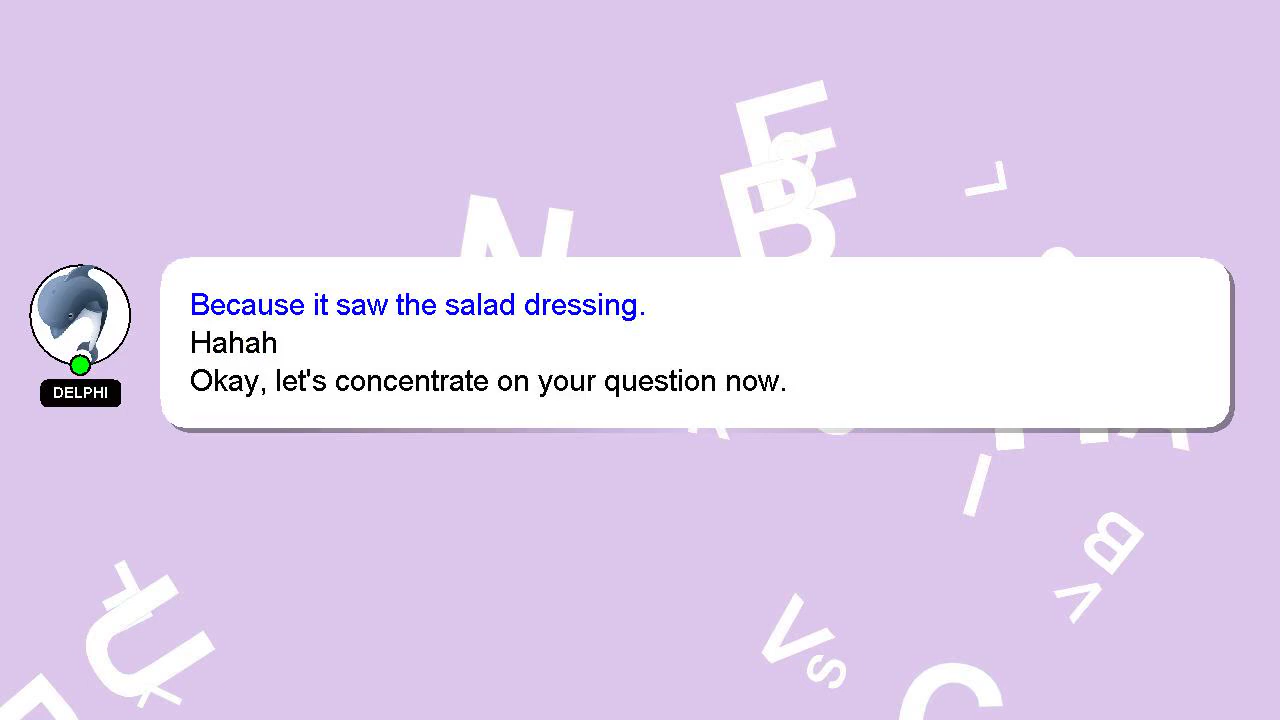 Because it saw the salad dressing.
Hahah
Okay, let's concentrate on your question now.
DELPHI